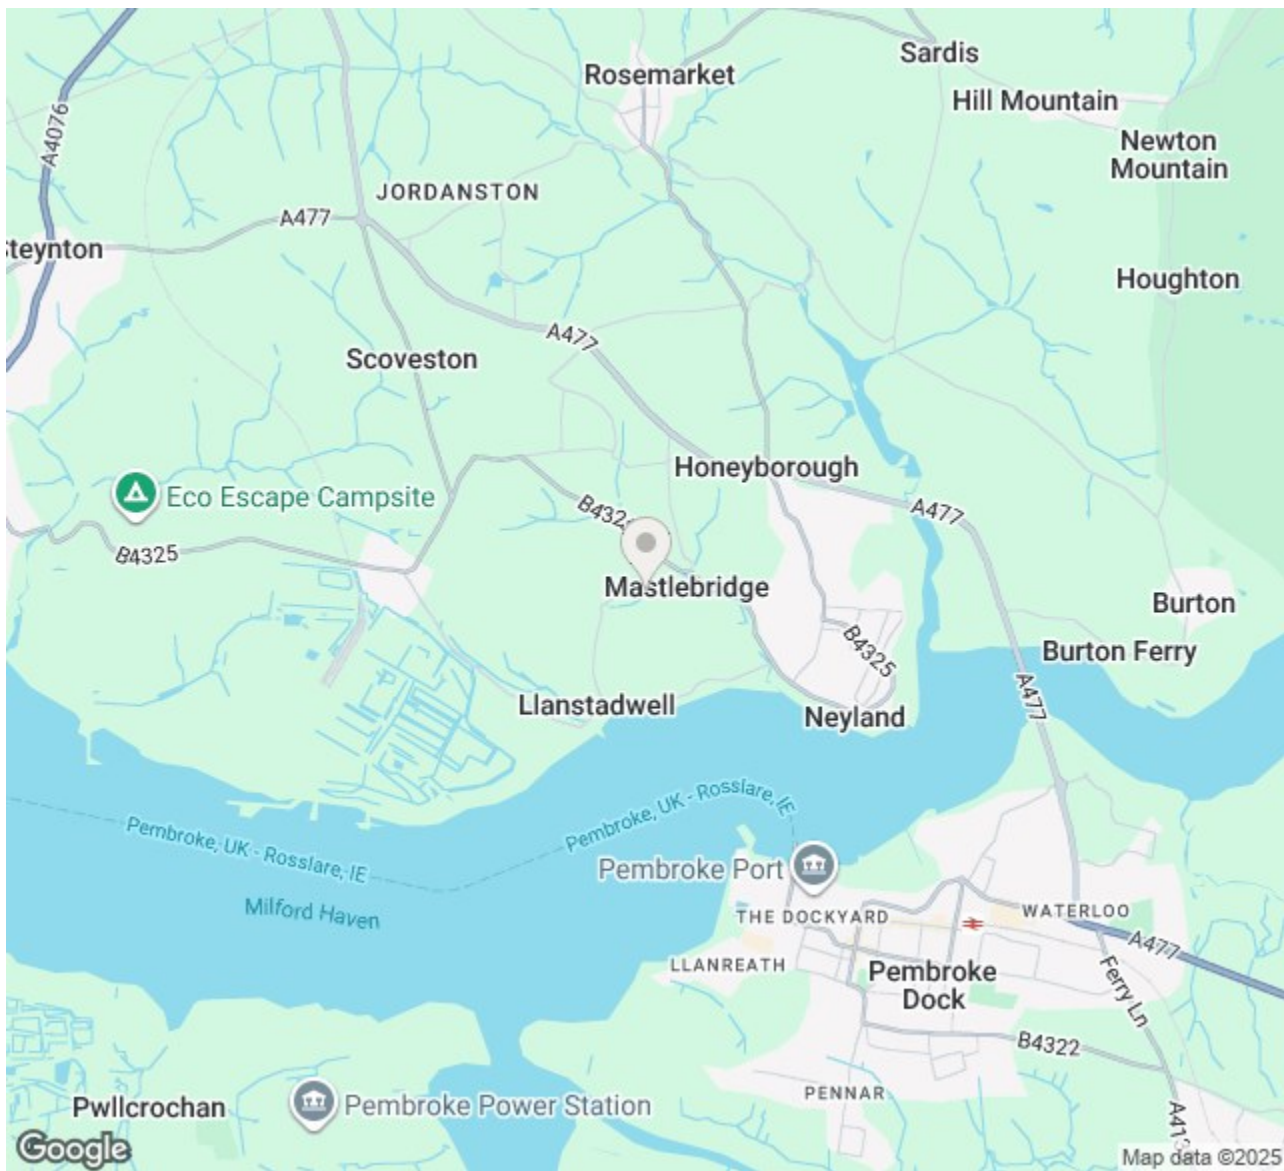 Sardis
Rosemarket
Hill Mountain
Newton
Mountain
A4076
JORDANSTON
A477
Steynton
Houghton
A477
Scoveston
Honeyborough
Eco Escape Campsite
B4325
A477
B4325
Mastlebridge
Burton
B4325
Burton Ferry
A477
Llanstadwell
Neyland
Pembroke, UK - Rosslare, IE
Pembroke, UK - Rosslare, IE
Pembroke Port
Milford Haven
THE DOCKYARD
WATERLOO
A477
LLANREATH
Pembroke
Dock
Ferry Ln
B4322
PENNAR
Pwllcrochan
Pembroke Power Station
A413
Google
Map data ©2025